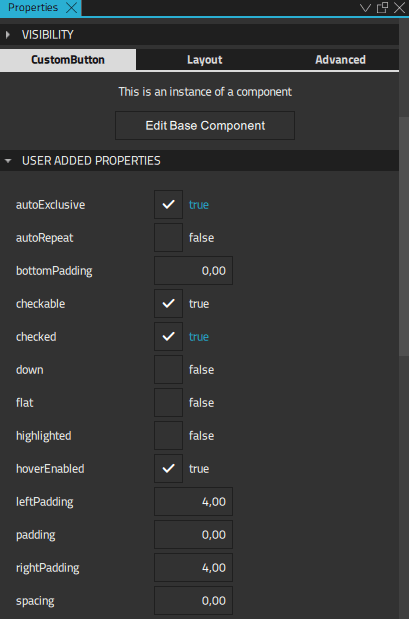 Properties
VISIBILITY
CustomButton Layout Advanced
This is an instance of a component
Edit Base Component
USER ADDED PROPERTIES
autoExclusive true
autoRepeat false
bottomPadding 0,00
checkable true
checked true
down false
flat false
highlighted false
hoverEnabled true
leftPadding 4,00
padding 0,00
rightPadding 4,00
spacing 0,00